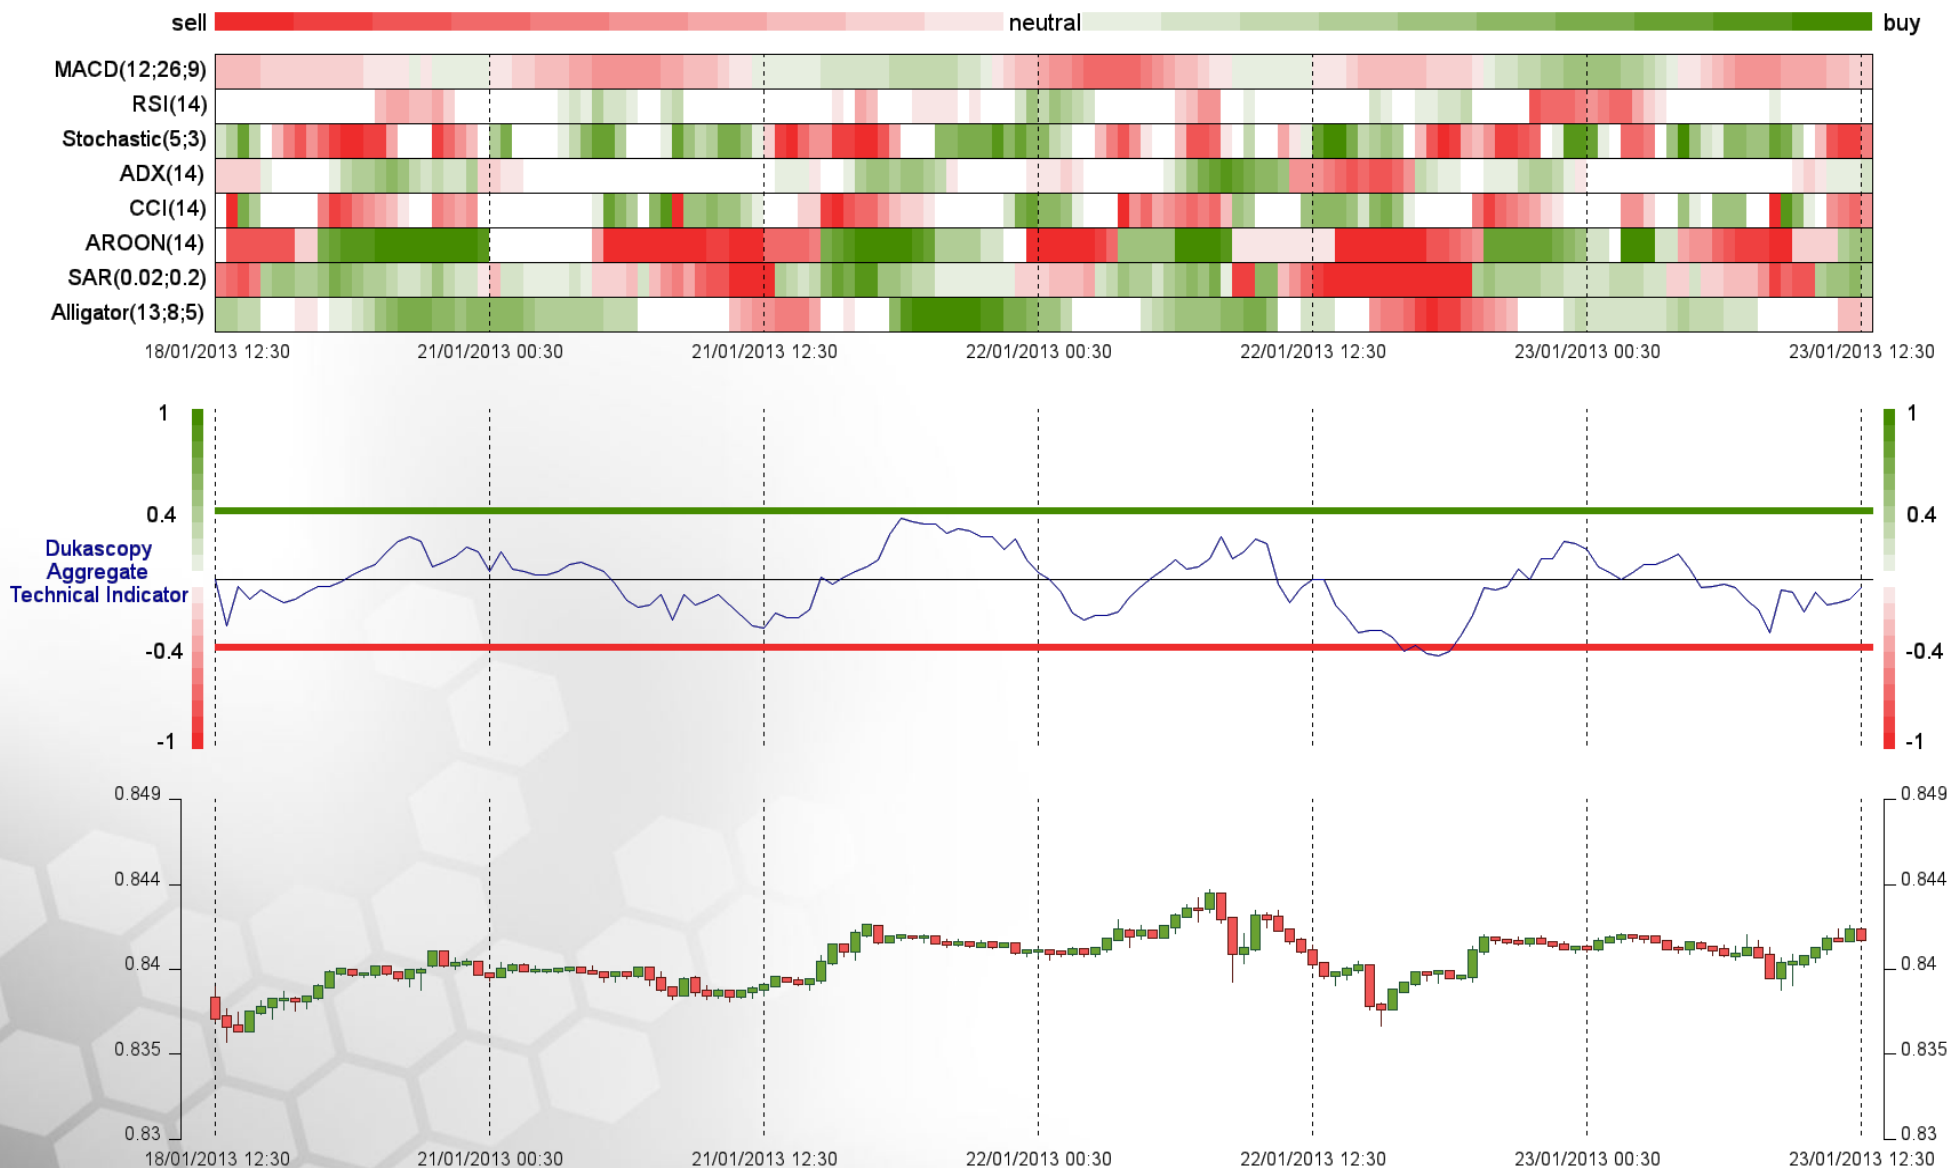 sell neutral buy
MACD(12;26;9)
RSI(14)
Stochastic(5;3)
ADX(14)
CCI(14)
AROON(14)
SAR(0.02;0.2)
Alligator(13;8;5)
18/01/2013 12:30 21/01/2013 00:30 21/01/2013 12:30 22/01/2013 00:30 22/01/2013 12:30 23/01/2013 00:30 23/01/2013 12:30
1 1
0.4 0.4
Dukascopy
Aggregate
Technical Indicator
-0.4 -0.4
-1 -1
0.849 0.849
0.844 0.844
0.84 0.84
0.835 0.835
0.83 0.83
18/01/2013 12:30 21/01/2013 00:30 21/01/2013 12:30 22/01/2013 00:30 22/01/2013 12:30 23/01/2013 00:30 23/01/2013 12:30